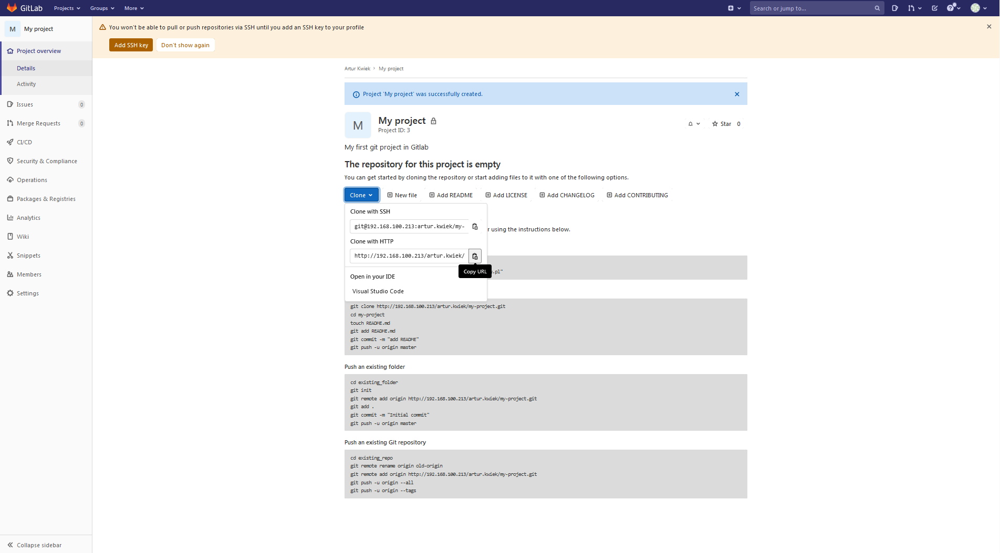 GitLab
Projects
Groups
More
Search or jump to...
M
My project
Project overview
Details
Activity
Issues
0
Merge Requests
0
CI/CD
Security & Compliance
Operations
Packages & Registries
Analytics
Wiki
Snippets
Members
Settings
Collapse sidebar
You won't be able to pull or push repositories via SSH until you add an SSH key to your profile
Add SSH key
Don't show again
Artur Kwiek > My project
Project 'My project' was successfully created.
M
My project
Project ID: 3
Star 0
My first git project in Gitlab
The repository for this project is empty
You can get started by cloning the repository or start adding files to it with one of the following options.
Clone
New file
Add README
Add LICENSE
Add CHANGELOG
Add CONTRIBUTING
Clone with SSH
git@192.168.100.213:artur.kwiek/my-
using the instructions below.
Clone with HTTP
http://192.168.100.213/artur.kwiek/
Copy URL
.pl"
Open in your IDE
Visual Studio Code
git clone http://192.168.100.213/artur.kwiek/my-project.git
cd my-project
touch README.md
git add README.md
git commit -m "add README"
git push -u origin master
Push an existing folder
cd existing_folder
git init
git remote add origin http://192.168.100.213/artur.kwiek/my-project.git
git add .
git commit -m "Initial commit"
git push -u origin master
Push an existing Git repository
cd existing_repo
git remote rename origin old-origin
git remote add origin http://192.168.100.213/artur.kwiek/my-project.git
git push -u origin --all
git push -u origin --tags